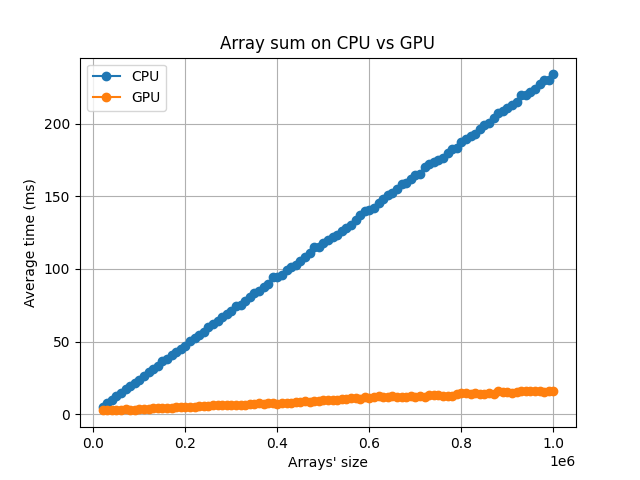 Array sum on CPU vs GPU
CPU
GPU
Average time (ms)
200
150
100
50
0
0.0 0.2 0.4 0.6 0.8 1.0
1e6
Arrays' size